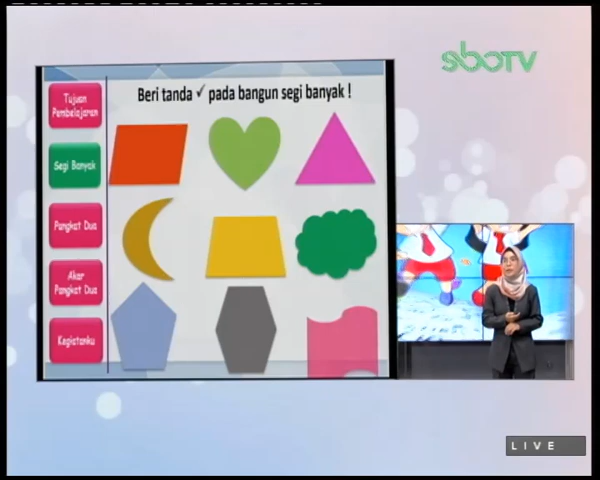 sboTV
Beri tanda ✓ pada bangun segi banyak !
Tujuan
Pembelajaran
Segi Banyak
Pangkat Dua
Akar
Pangkat Dua
Kegiatanku
LIVE